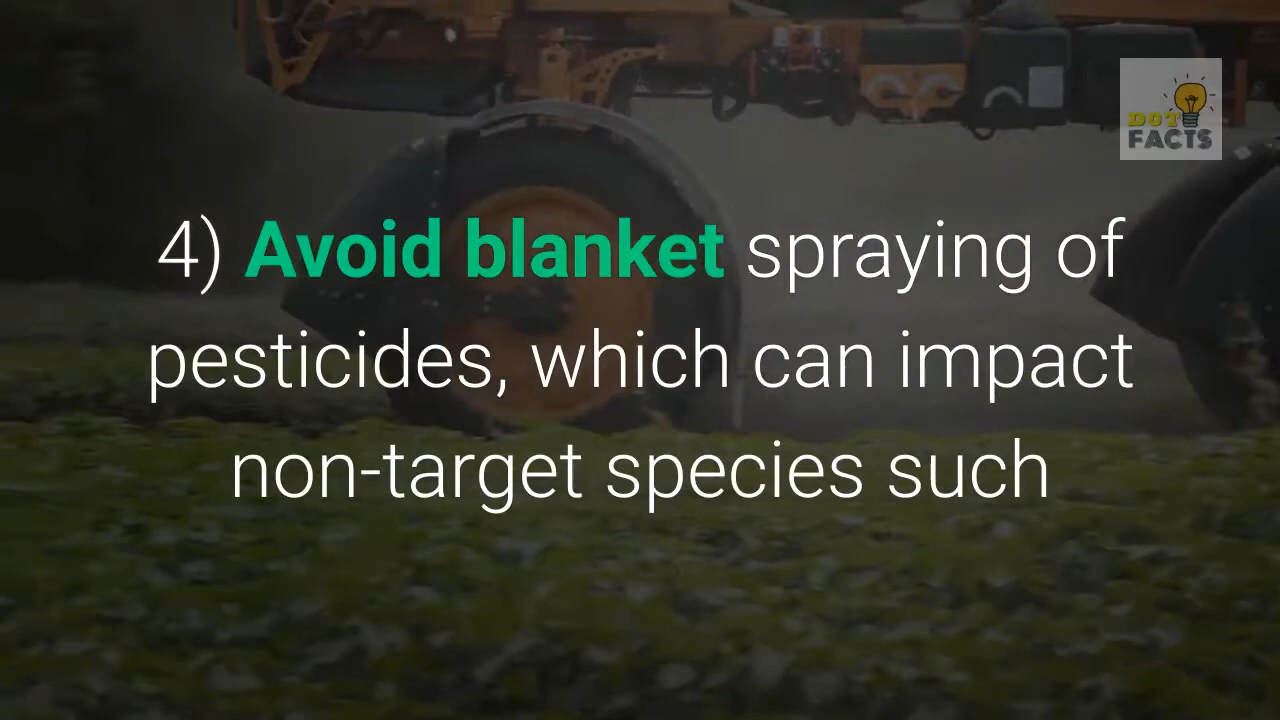 DOT
FACTS
4) Avoid blanket spraying of
pesticides, which can impact
non-target species such